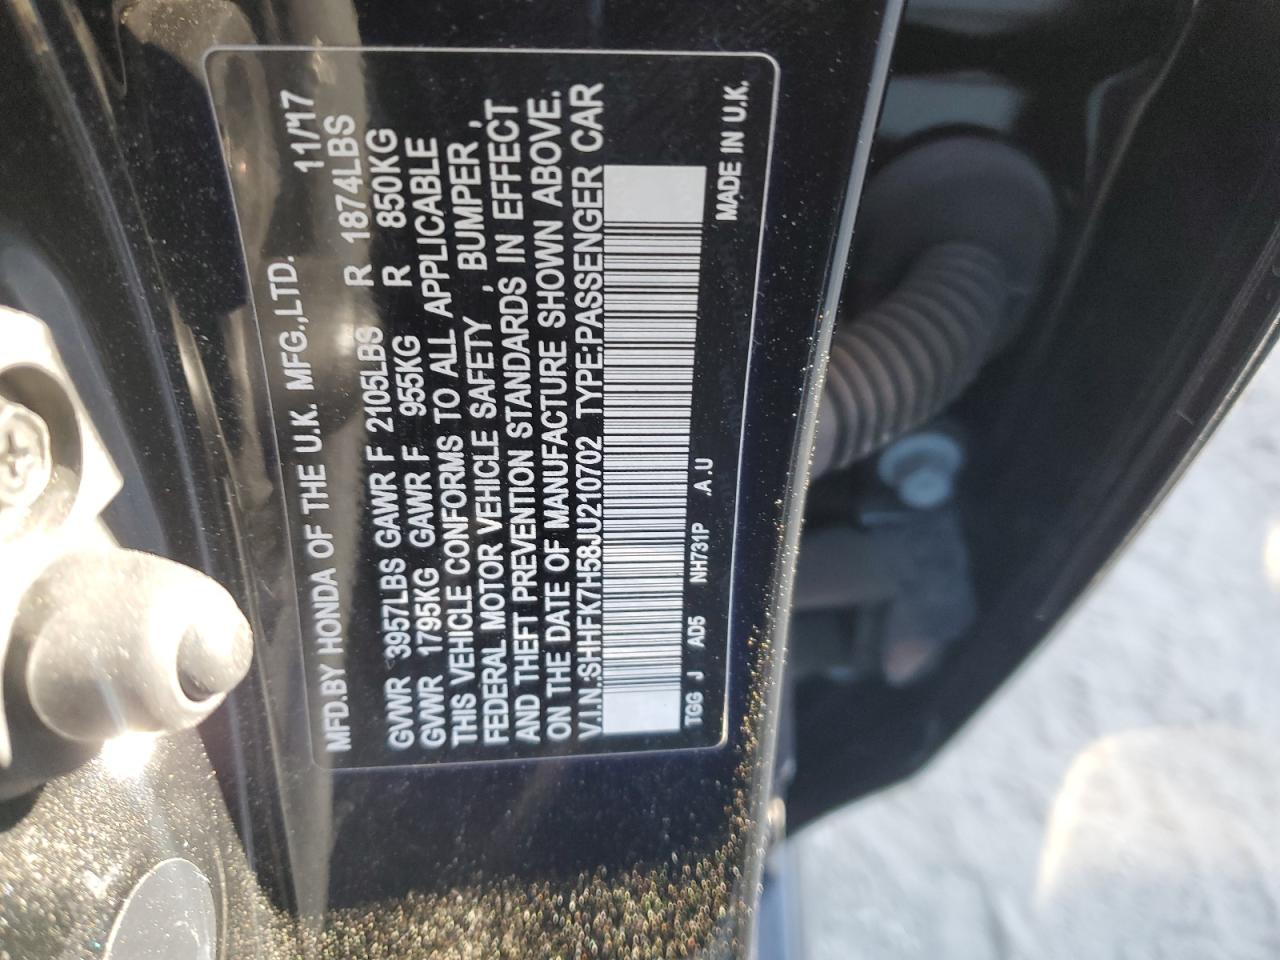 MFD.BY HONDA OF THE U.K. MFG.,LTD. 11/17
GVWR 3957LBS GAWR F 2105LBS R 1874LBS
GVWR 1795KG GAWR F 955KG R 850KG
THIS VEHICLE CONFORMS TO ALL APPLICABLE
FEDERAL MOTOR VEHICLE SAFETY , BUMPER ,
AND THEFT PREVENTION STANDARDS IN EFFECT
ON THE DATE OF MANUFACTURE SHOWN ABOVE.
V.I.N.:SHHFK7H58JU210702 TYPE:PASSENGER CAR
TGG J AD5 NH731P .A.U
MADE IN U.K.